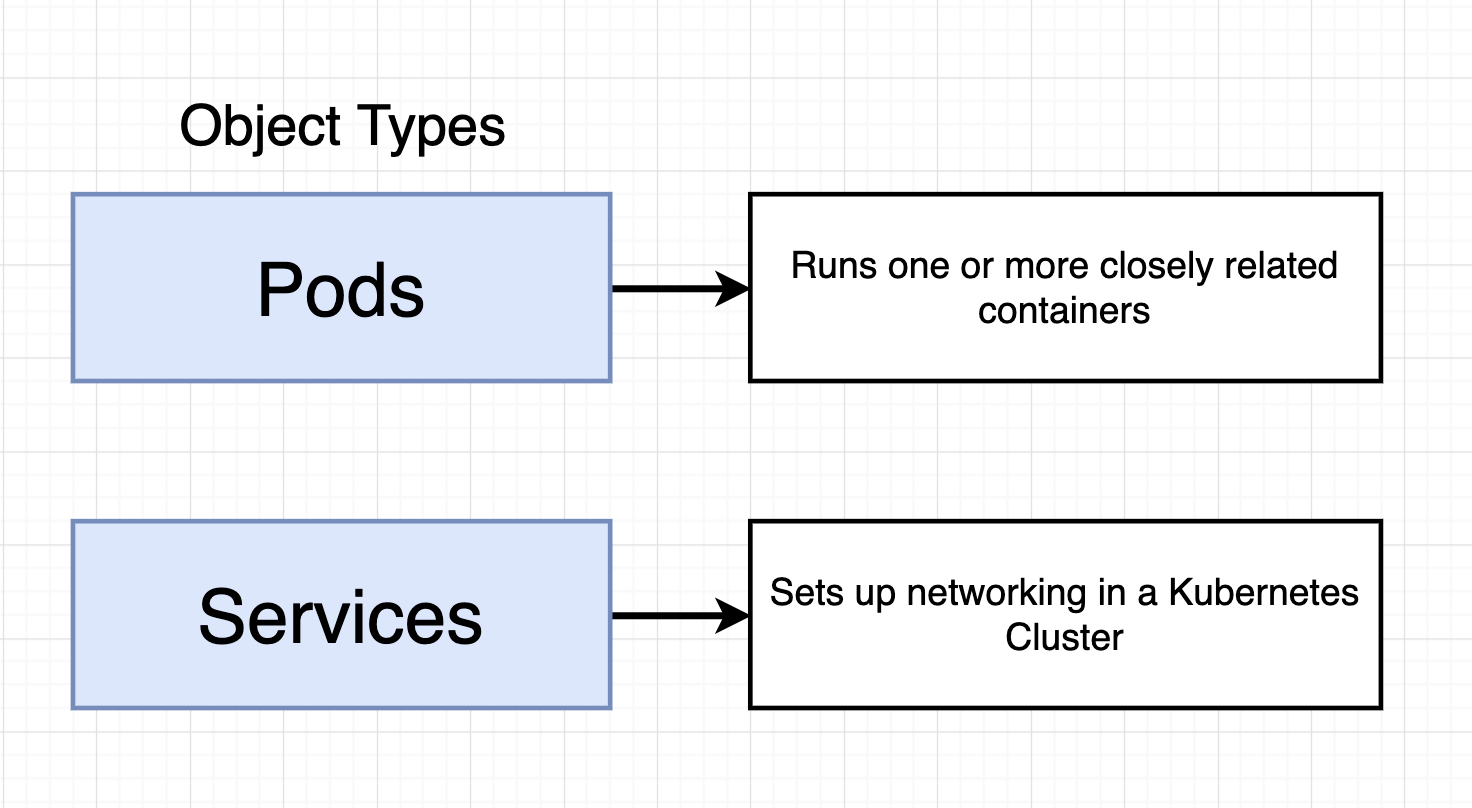 Object Types
Pods
Runs one or more closely related
containers
Services
Sets up networking in a Kubernetes
Cluster